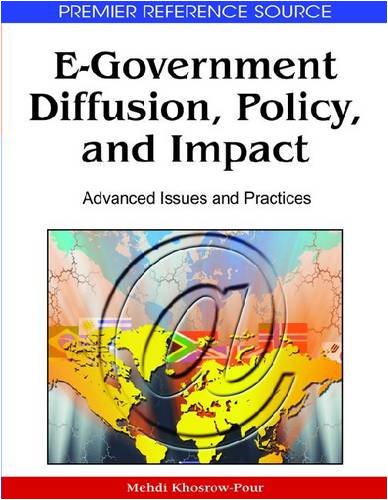 PREMIER REFERENCE SOURCE
E-Government
Diffusion, Policy,
and Impact
Advanced Issues and Practices
@
Mehdi Khosrow-Pour